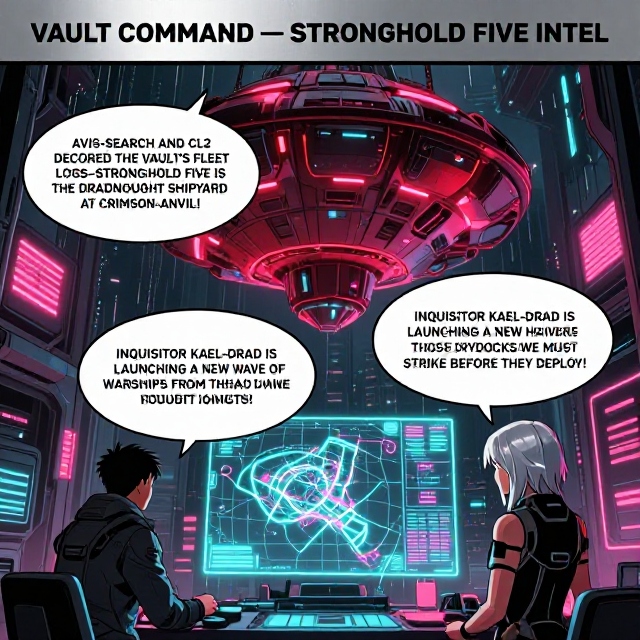 VAULT COMMAND — STRONGHOLD FIVE INTEL
AVIS-SEARCH AND CL2
DECORED THE VAULT'S FLEET
LOGS–STRONGHOLD FIVE IS
THE DRADNOUGHT SHIPYARD
AT CRIMSON-ANVIL!
INQUISITOR KAEL-DRAD IS
LAUNCHING A NEW WAVE OF
WARSHIPS FROM
INQUISITOR KAEL-DRAD IS
LAUNCHING A NEW
THOSE DRYDOCKS WE MUST
STRIKE BEFORE THEY DEPLOY!